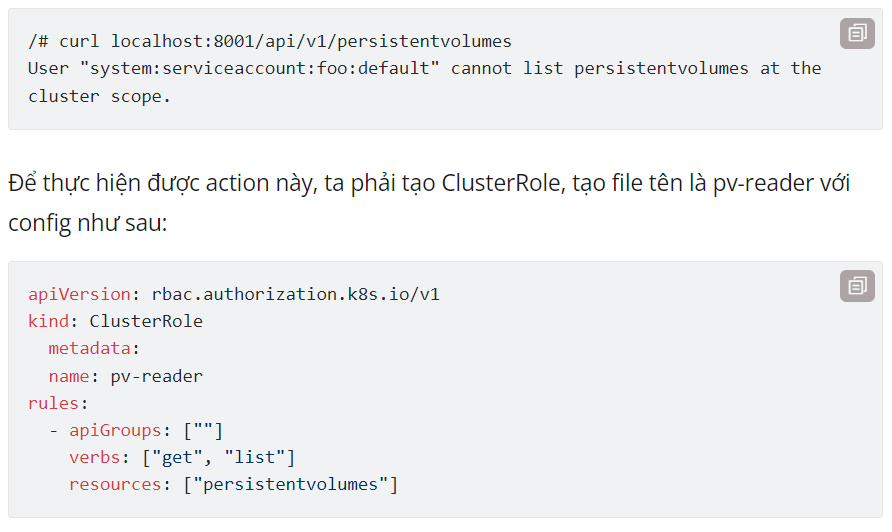 /# curl localhost:8001/api/v1/persistentvolumes
User "system:serviceaccount:foo:default" cannot list persistentvolumes at the
cluster scope.
Để thực hiện được action này, ta phải tạo ClusterRole, tạo file tên là pv-reader với
config như sau:
apiVersion: rbac.authorization.k8s.io/v1
kind: ClusterRole
  metadata:
  name: pv-reader
rules:
  - apiGroups: [""]
    verbs: ["get", "list"]
    resources: ["persistentvolumes"]